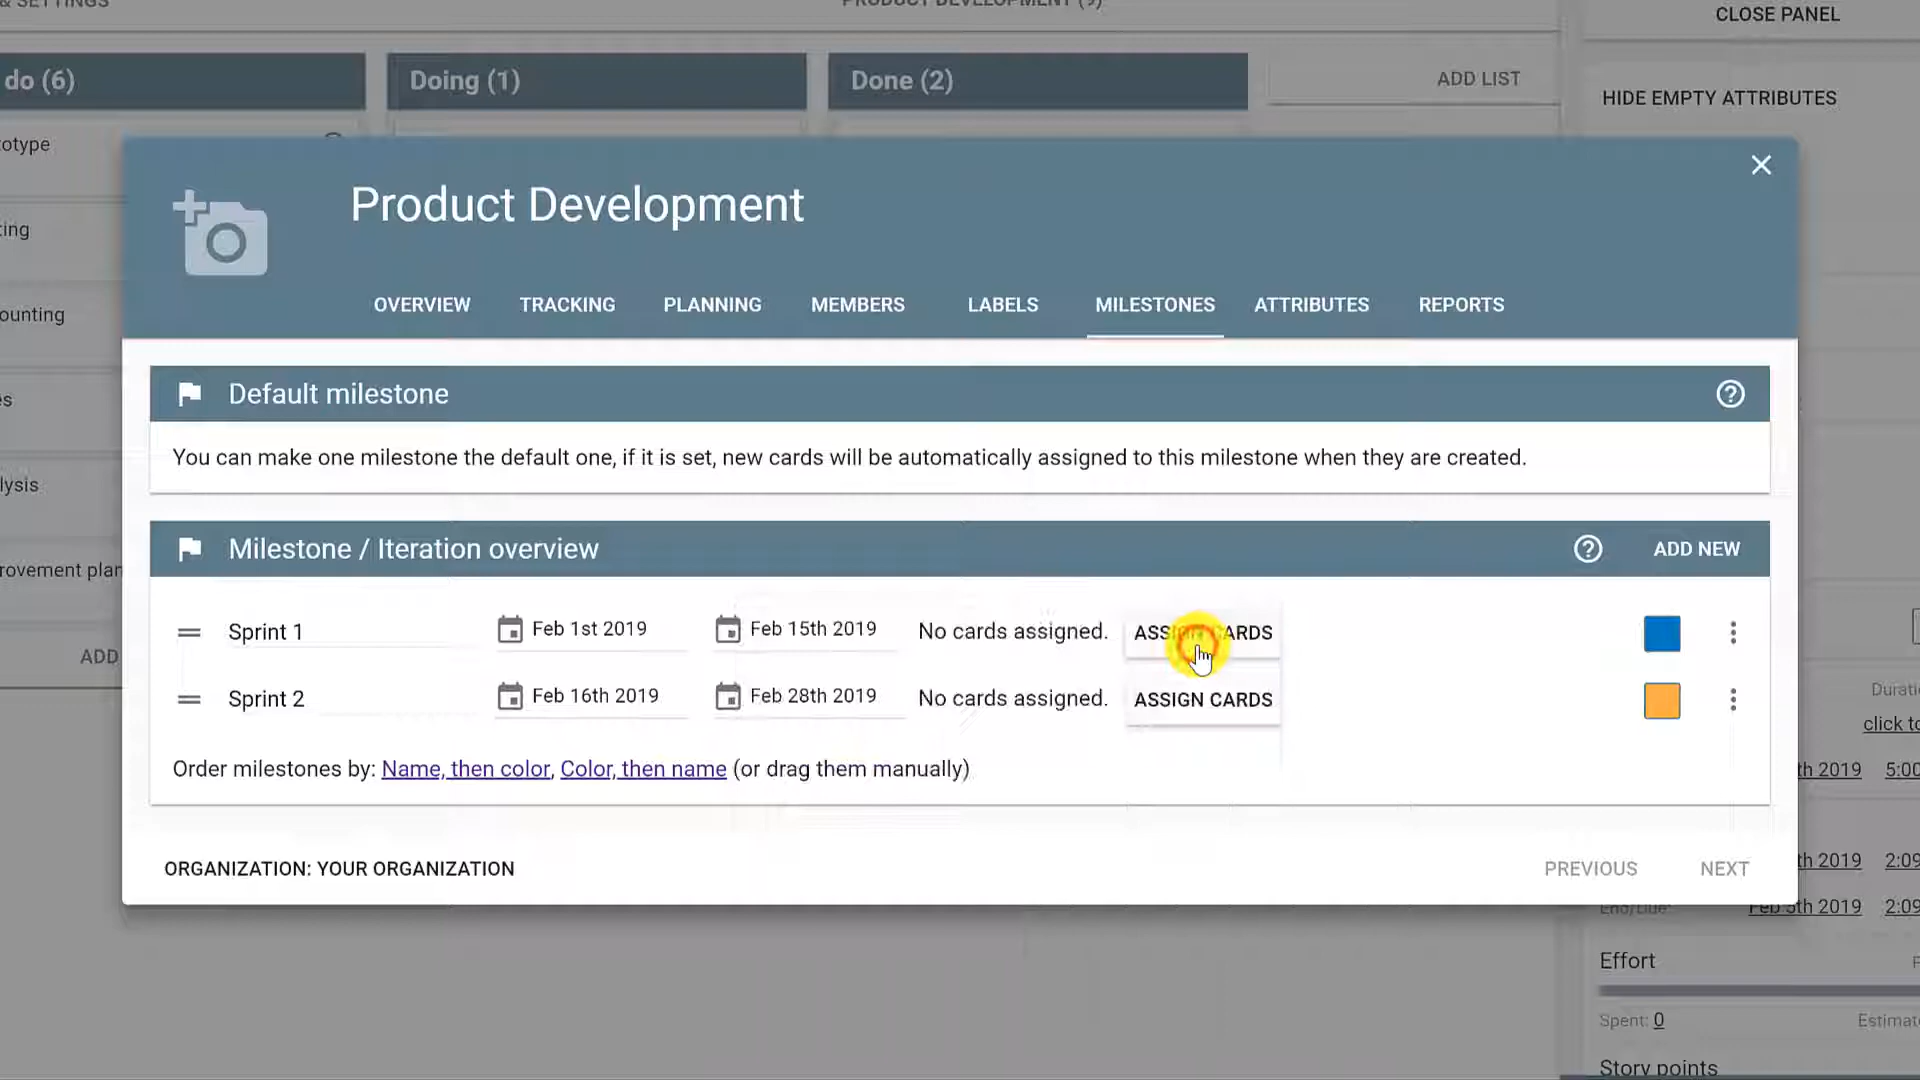 & SETTINGS
PRODUCT DEVELOPMENT (9)
CLOSE PANEL
do (6)
Doing (1)
Done (2)
ADD LIST
HIDE EMPTY ATTRIBUTES
otype
Product Development
ting
OVERVIEW
TRACKING
PLANNING
MEMBERS
LABELS
MILESTONES
ATTRIBUTES
REPORTS
ounting
Default milestone
es
You can make one milestone the default one, if it is set, new cards will be automatically assigned to this milestone when they are created.
lysis
Milestone / Iteration overview
ADD NEW
rovement plan
Sprint 1
Feb 1st 2019
Feb 15th 2019
No cards assigned.
ASSIGN CARDS
ADD
Sprint 2
Feb 16th 2019
Feb 28th 2019
No cards assigned.
ASSIGN CARDS
Durati
click to
Order milestones by: Name, then color, Color, then name (or drag them manually)
th 2019 5:00
ORGANIZATION: YOUR ORGANIZATION
PREVIOUS
NEXT
th 2019 2:09
End/Due: Feb 5th 2019 2:09
Effort
Spent: 0
Estimat
Story points